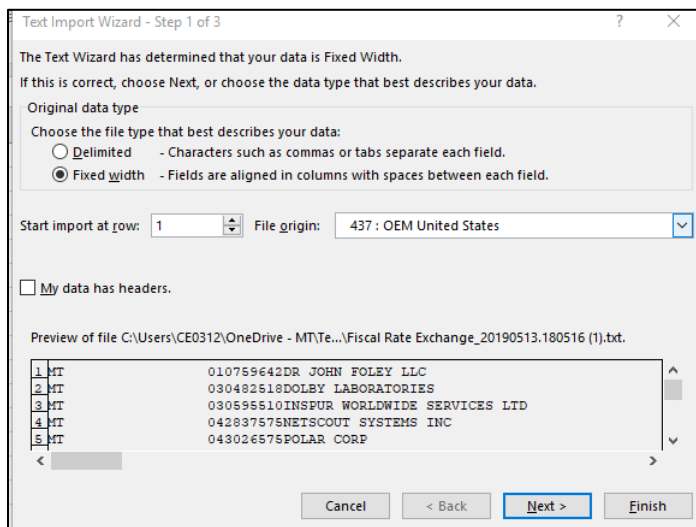 Text Import Wizard - Step 1 of 3 ? ×
The Text Wizard has determined that your data is Fixed Width.
If this is correct, choose Next, or choose the data type that best describes your data.
Original data type
Choose the file type that best describes your data:
Delimited - Characters such as commas or tabs separate each field.
Fixed width - Fields are aligned in columns with spaces between each field.
Start import at row: 1 File origin: 437 : OEM United States
My data has headers.
Preview of file C:\Users\CE0312\OneDrive - MT\Te...\Fiscal Rate Exchange_20190513.180516 (1).txt.
1 MT 010759642DR JOHN FOLEY LLC
2 MT 030482518DOLBY LABORATORIES
3 MT 030595510INSPUR WORLDWIDE SERVICES LTD
4 MT 042837575NETSCOUT SYSTEMS INC
5 MT 043026575POLAR CORP
Cancel < Back Next > Finish